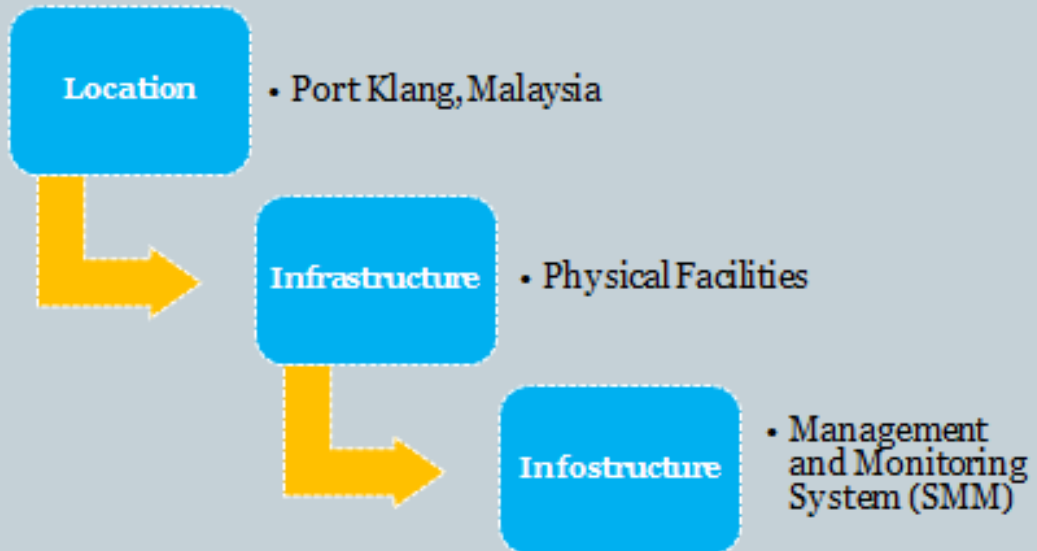 Location
• Port Klang, Malaysia
Infrastructure
• Physical Facilities
Infostructure
• Management
and Monitoring
System (SMM)